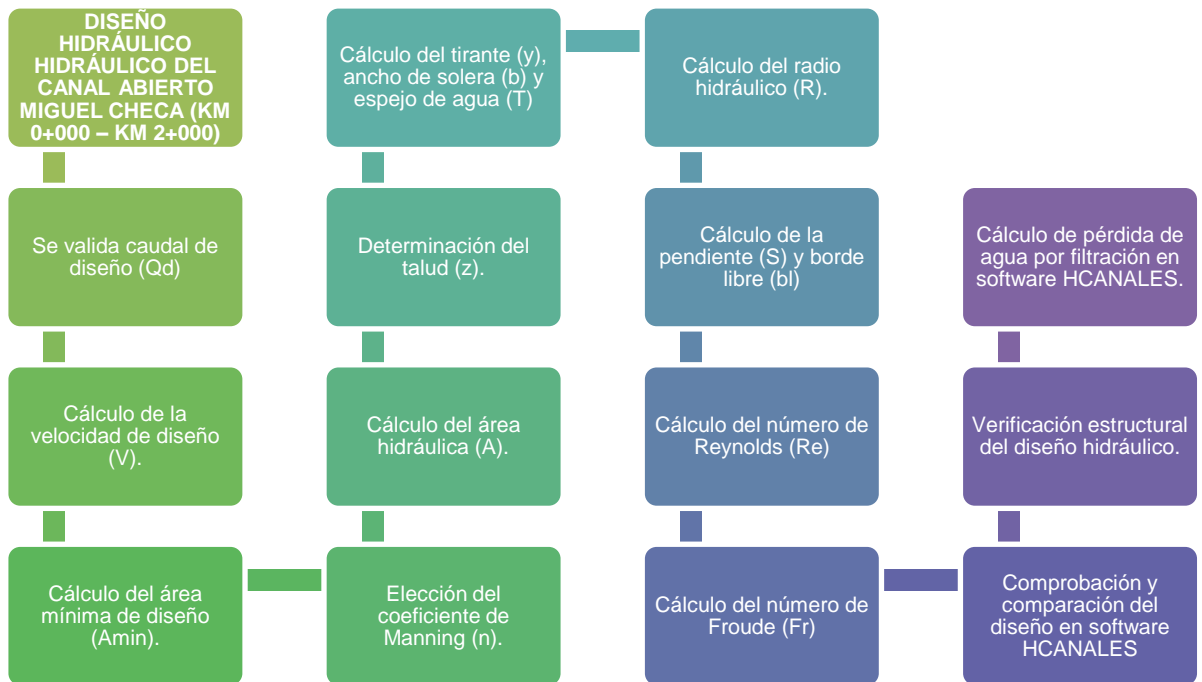 DISEÑO
HIDRÁULICO
HIDRÁULICO DEL
CANAL ABIERTO
MIGUEL CHECA (KM
0+000 – KM 2+000)
Se valida caudal de
diseño (Qd)
Cálculo de la
velocidad de diseño
(V).
Cálculo del área
mínima de diseño
(Amin).
Elección del
coeficiente de
Manning (n).
Cálculo del área
hidráulica (A).
Determinación del
talud (z).
Cálculo del tirante (y),
ancho de solera (b) y
espejo de agua (T)
Cálculo del radio
hidráulico (R).
Cálculo de la
pendiente (S) y borde
libre (bl)
Cálculo del número de
Reynolds (Re)
Cálculo del número de
Froude (Fr)
Comprobación y
comparación del
diseño en software
HCANALES
Verificación estructural
del diseño hidráulico.
Cálculo de pérdida de
agua por filtración en
software HCANALES.